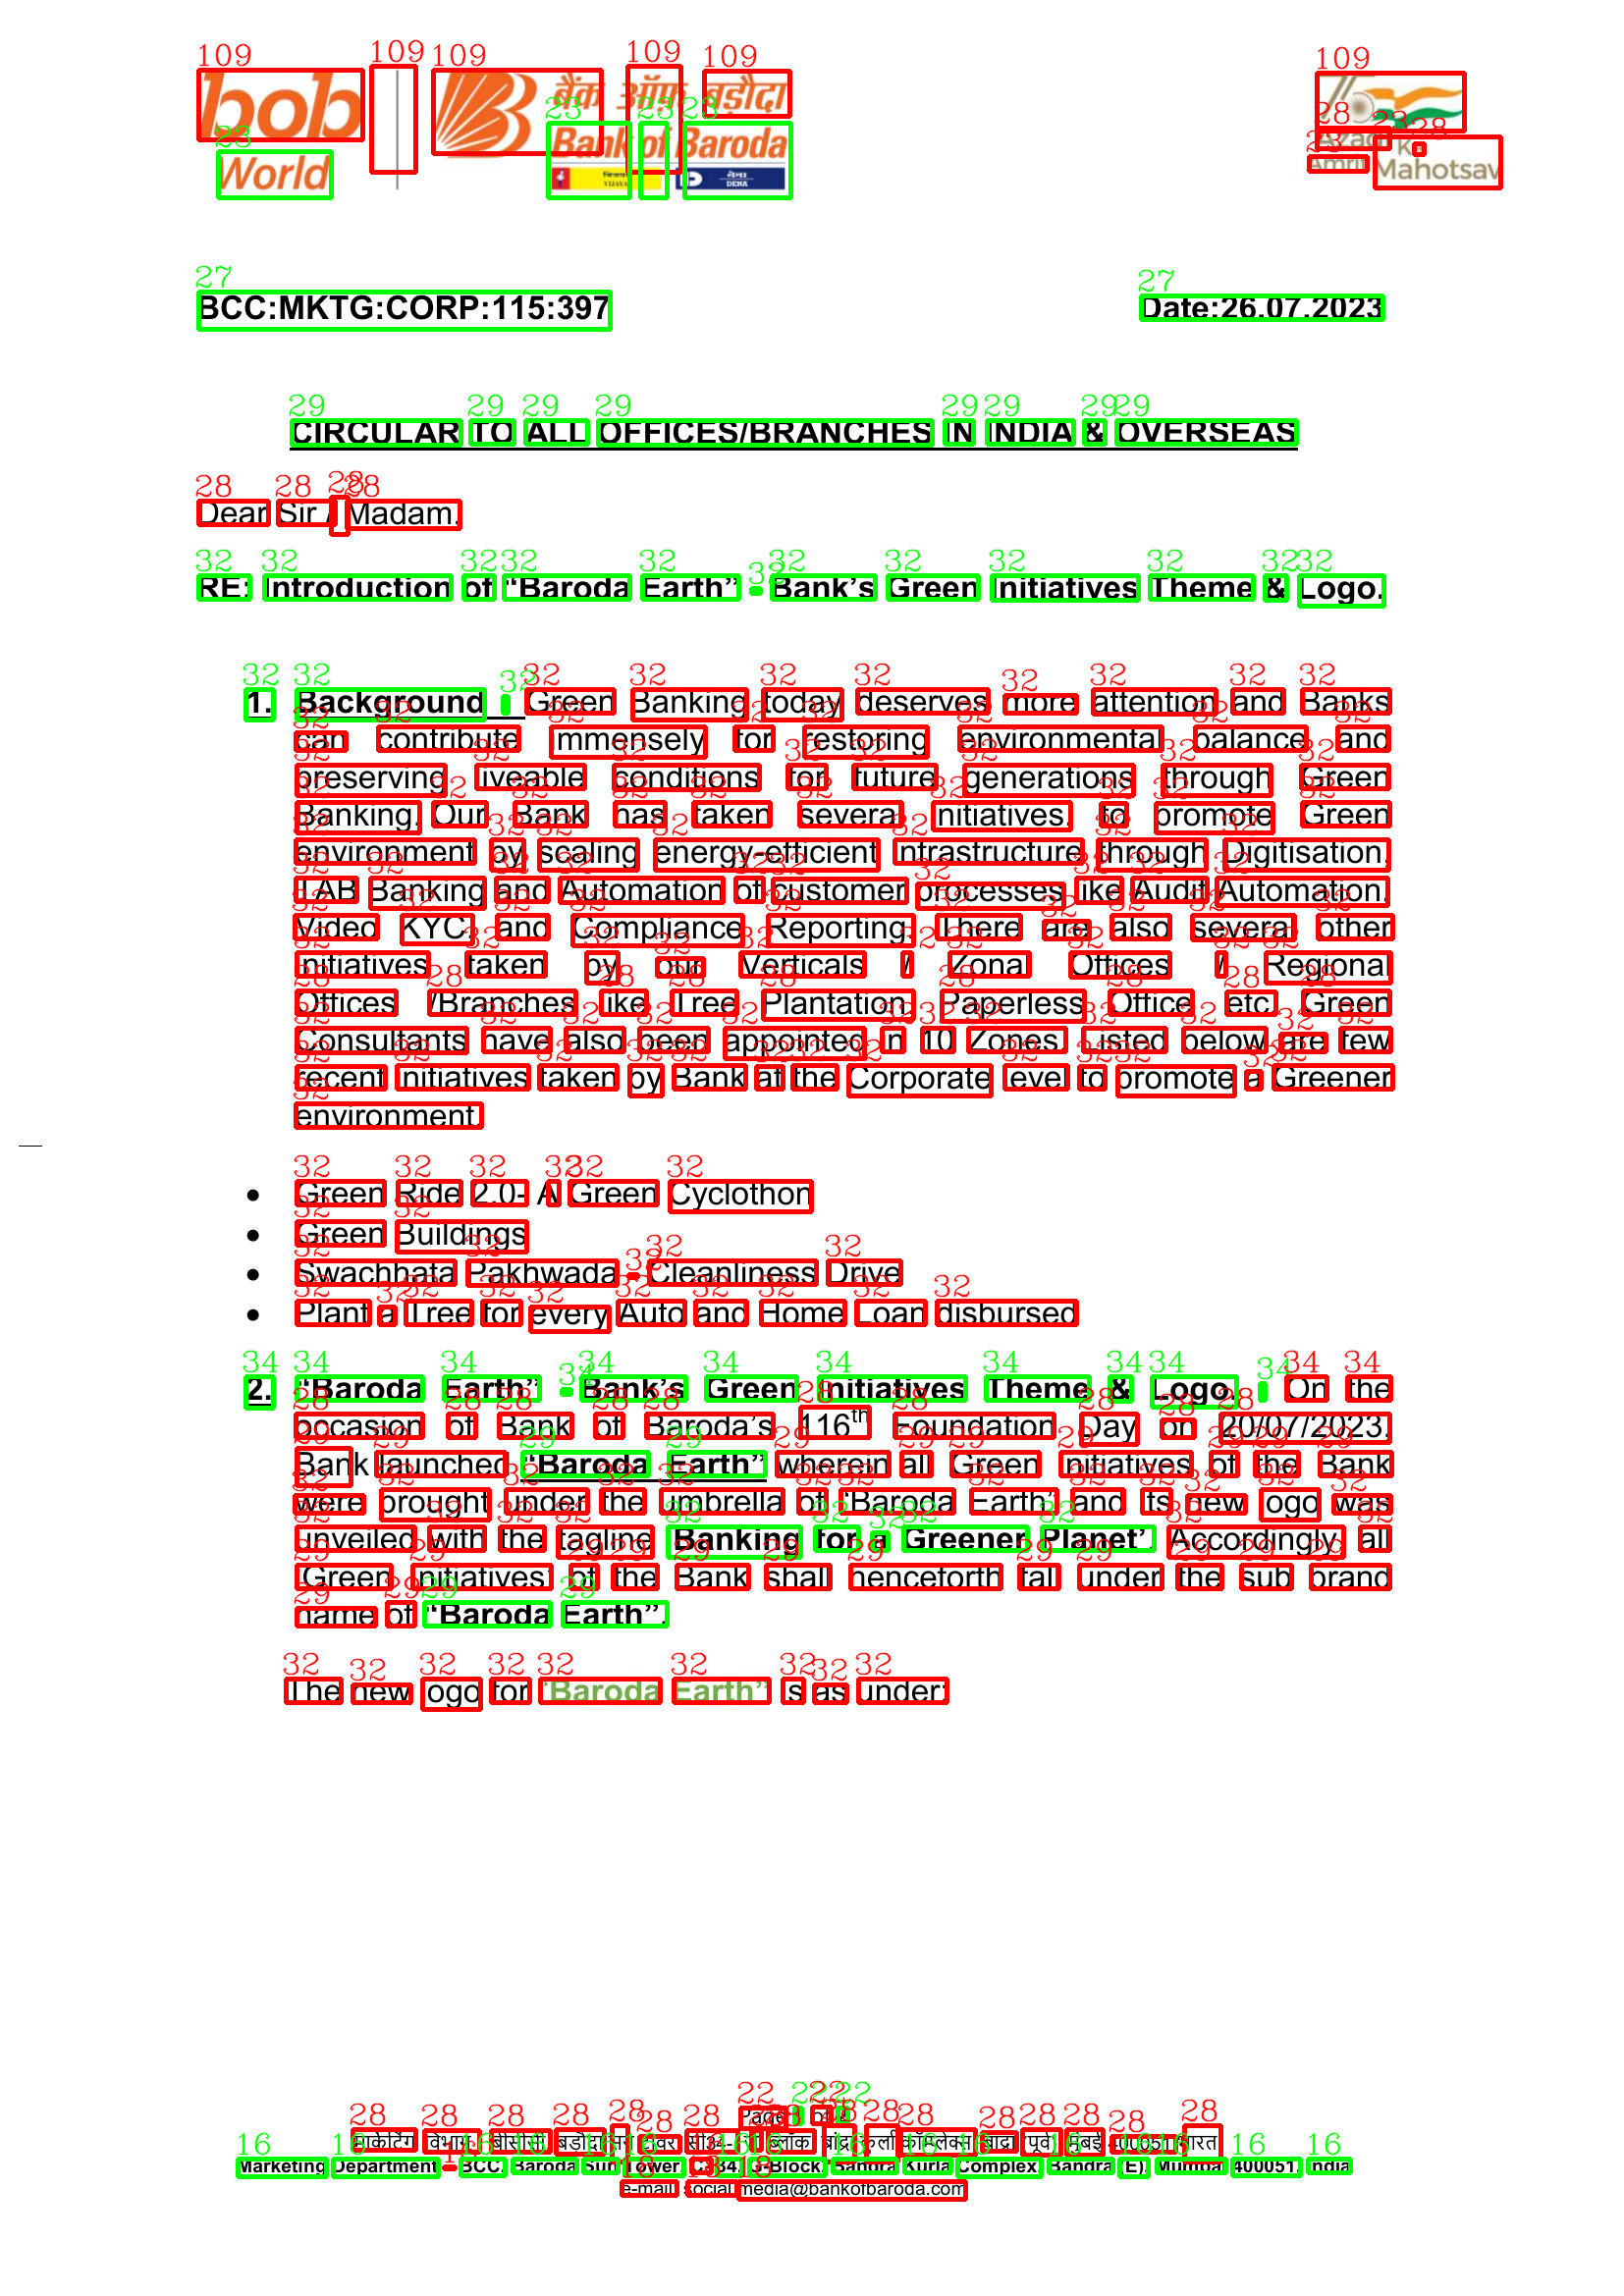 bob World | बैंक ऑफ़ बड़ौदा
Bank of Baroda
VIJAYA देना DENA
Azadi Ka
Amrit Mahotsav
BCC:MKTG:CORP:115:397 Date:26.07.2023
CIRCULAR TO ALL OFFICES/BRANCHES IN INDIA & OVERSEAS
Dear Sir / Madam,
RE: Introduction of “Baroda Earth” - Bank’s Green Initiatives Theme & Logo.
1. Background : Green Banking today deserves more attention and Banks
can contribute immensely for restoring environmental balance and
preserving liveable conditions for future generations through Green
Banking. Our Bank has taken several initiatives, to promote Green
environment by scaling energy-efficient infrastructure through Digitisation,
TAB Banking and Automation of customer processes like Audit Automation,
Video KYC, and Compliance Reporting. There are also several other
initiatives taken by our Verticals / Zonal Offices / Regional
Offices /Branches like Tree Plantation, Paperless Office, etc. Green
Consultants have also been appointed in 10 Zones. Listed below are few
recent initiatives taken by Bank at the Corporate level to promote a Greener
environment.
• Green Ride 2.0- A Green Cyclothon
• Green Buildings
• Swachhata Pakhwada - Cleanliness Drive
• Plant a Tree for every Auto and Home Loan disbursed
2. “Baroda Earth” - Bank’s Green Initiatives Theme & Logo. : On the
occasion of Bank of Baroda’s 116th Foundation Day on 20/07/2023,
Bank launched “Baroda Earth” wherein all Green Initiatives of the Bank
were brought under the umbrella of “Baroda Earth” and its new logo was
unveiled with the tagline ‘Banking for a Greener Planet’. Accordingly, all
‘Green Initiatives’ of the Bank shall henceforth fall under the sub brand
name of “Baroda Earth”.
The new logo for “Baroda Earth” is as under:
Page 1 of
मार्केटिंग विभाग बीसीसी बड़ौदा सन टावर सी-34 जी ब्लॉक बांद्रा कुर्ला कॉम्प्लेक्स बांद्रा पूर्व मुंबई 400051 भारत
Marketing Department – BCC, Baroda Sun Tower, C-34, G-Block, Bandra Kurla Complex, Bandra (E), Mumbai 400051, India
e-mail: social.media@bankofbaroda.com